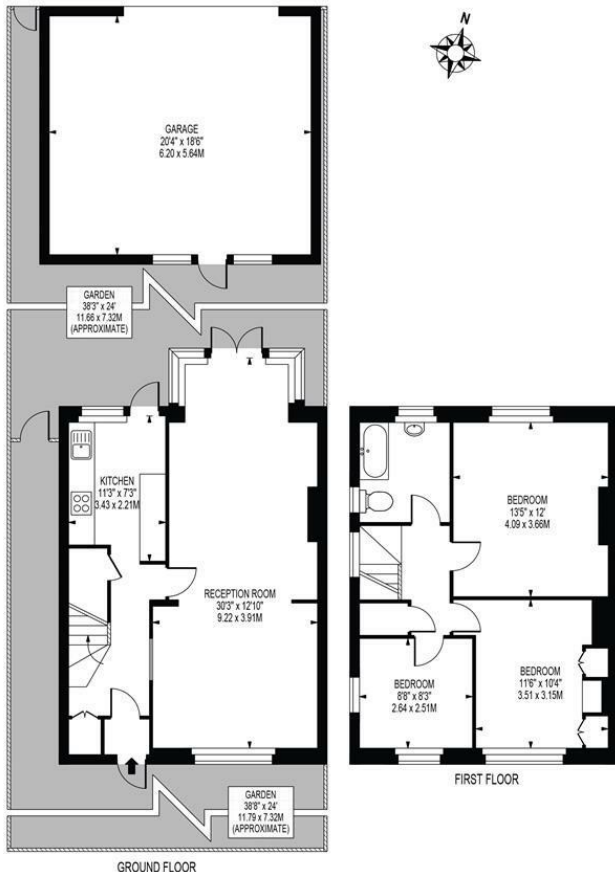 N
GARAGE
20'4" x 18'6"
6.20 x 5.64M
GARDEN
38'3" x 24'
11.66 x 7.32M
(APPROXIMATE)
KITCHEN
11'3" x 7'3"
3.43 x 2.21M
RECEPTION ROOM
30'3" x 12'10"
9.22 x 3.91M
GARDEN
38'8" x 24'
11.79 x 7.32M
(APPROXIMATE)
GROUND FLOOR
BEDROOM
13'5" x 12'
4.09 x 3.66M
BEDROOM
8'8" x 8'3"
2.64 x 2.51M
BEDROOM
11'6" x 10'4"
3.51 x 3.15M
FIRST FLOOR